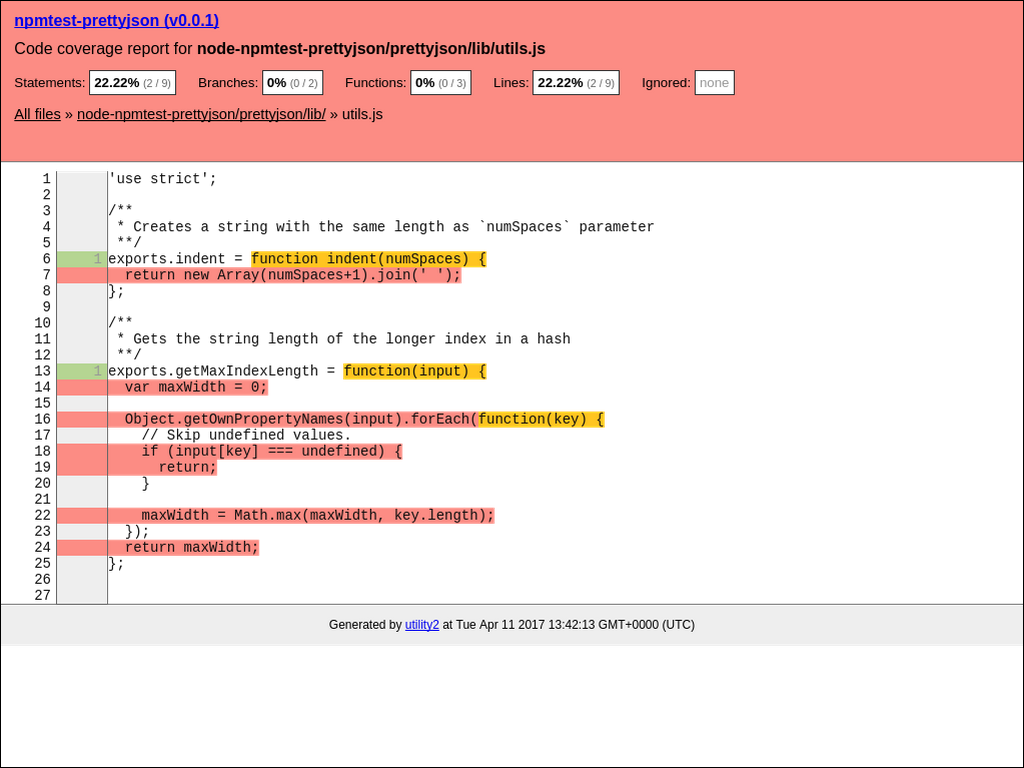 npmtest-prettyjson (v0.0.1)
Code coverage report for node-npmtest-prettyjson/prettyjson/lib/utils.js
Statements: 22.22% (2 / 9) Branches: 0% (0 / 2) Functions: 0% (0 / 3) Lines: 22.22% (2 / 9) Ignored: none
All files » node-npmtest-prettyjson/prettyjson/lib/ » utils.js
1 'use strict';
2
3 /**
4  * Creates a string with the same length as `numSpaces` parameter
5  **/
6 1 exports.indent = function indent(numSpaces) {
7   return new Array(numSpaces+1).join(' ');
8 };
9
10 /**
11  * Gets the string length of the longer index in a hash
12  **/
13 1 exports.getMaxIndexLength = function(input) {
14   var maxWidth = 0;
15
16   Object.getOwnPropertyNames(input).forEach(function(key) {
17     // Skip undefined values.
18     if (input[key] === undefined) {
19       return;
20     }
21
22     maxWidth = Math.max(maxWidth, key.length);
23   });
24   return maxWidth;
25 };
26
27
Generated by utility2 at Tue Apr 11 2017 13:42:13 GMT+0000 (UTC)